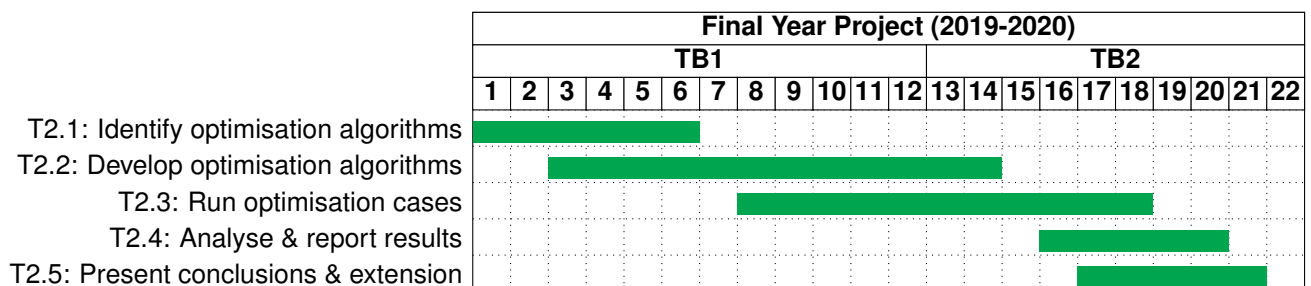 Final Year Project (2019-2020)
TB1 TB2
1 2 3 4 5 6 7 8 9 10 11 12 13 14 15 16 17 18 19 20 21 22
T2.1: Identify optimisation algorithms
T2.2: Develop optimisation algorithms
T2.3: Run optimisation cases
T2.4: Analyse & report results
T2.5: Present conclusions & extension